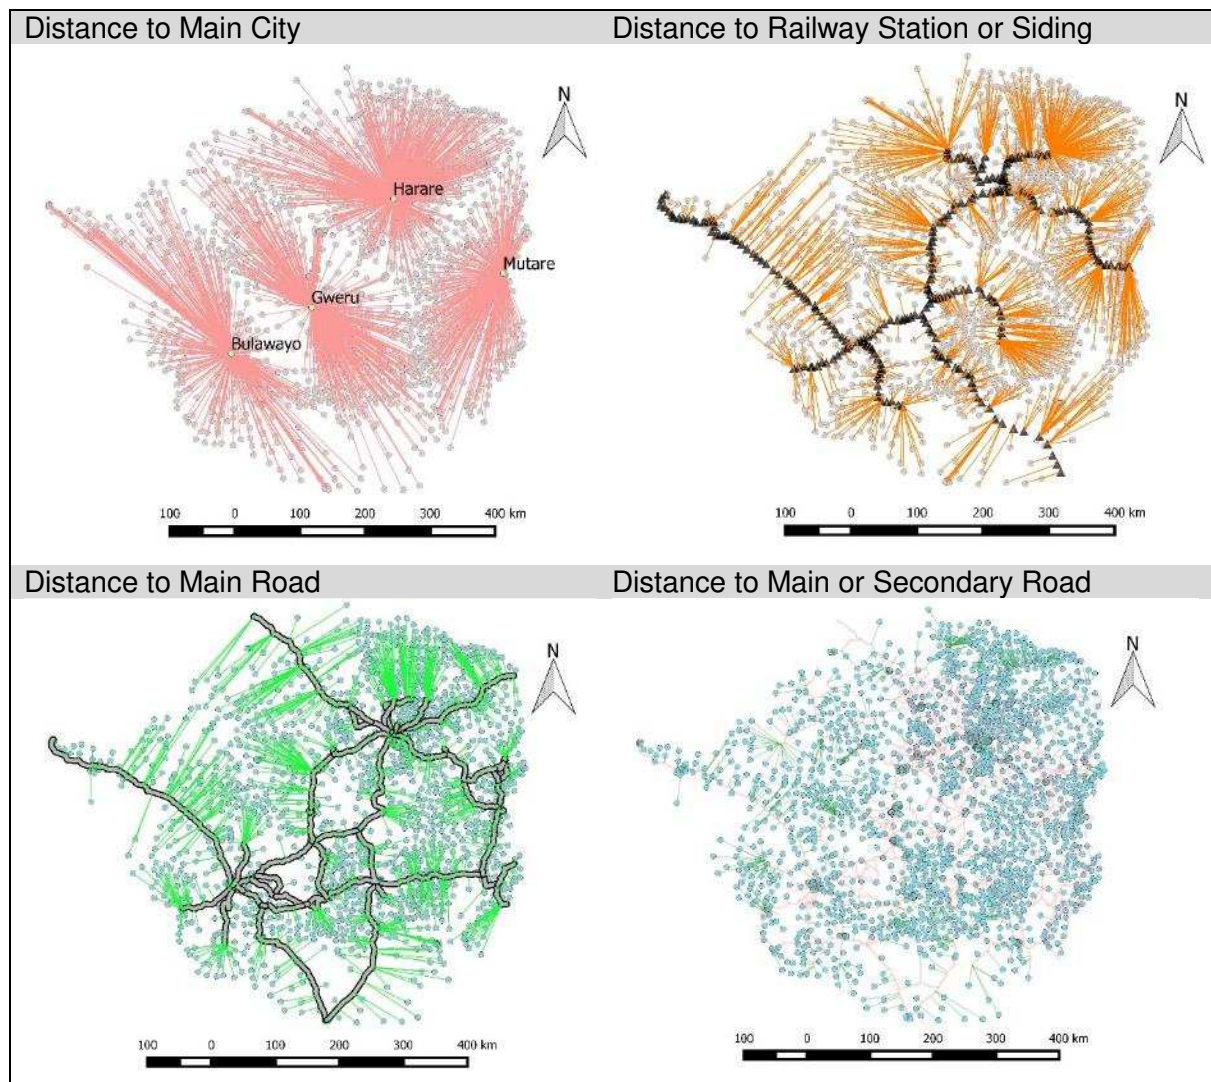 Distance to Main City
Distance to Railway Station or Siding
N
Harare
Mutare
Gweru
Bulawayo
100 0 100 200 300 400 km
N
100 0 100 200 300 400 km
Distance to Main Road
Distance to Main or Secondary Road
N
100 0 100 200 300 400 km
N
100 0 100 200 300 400 km